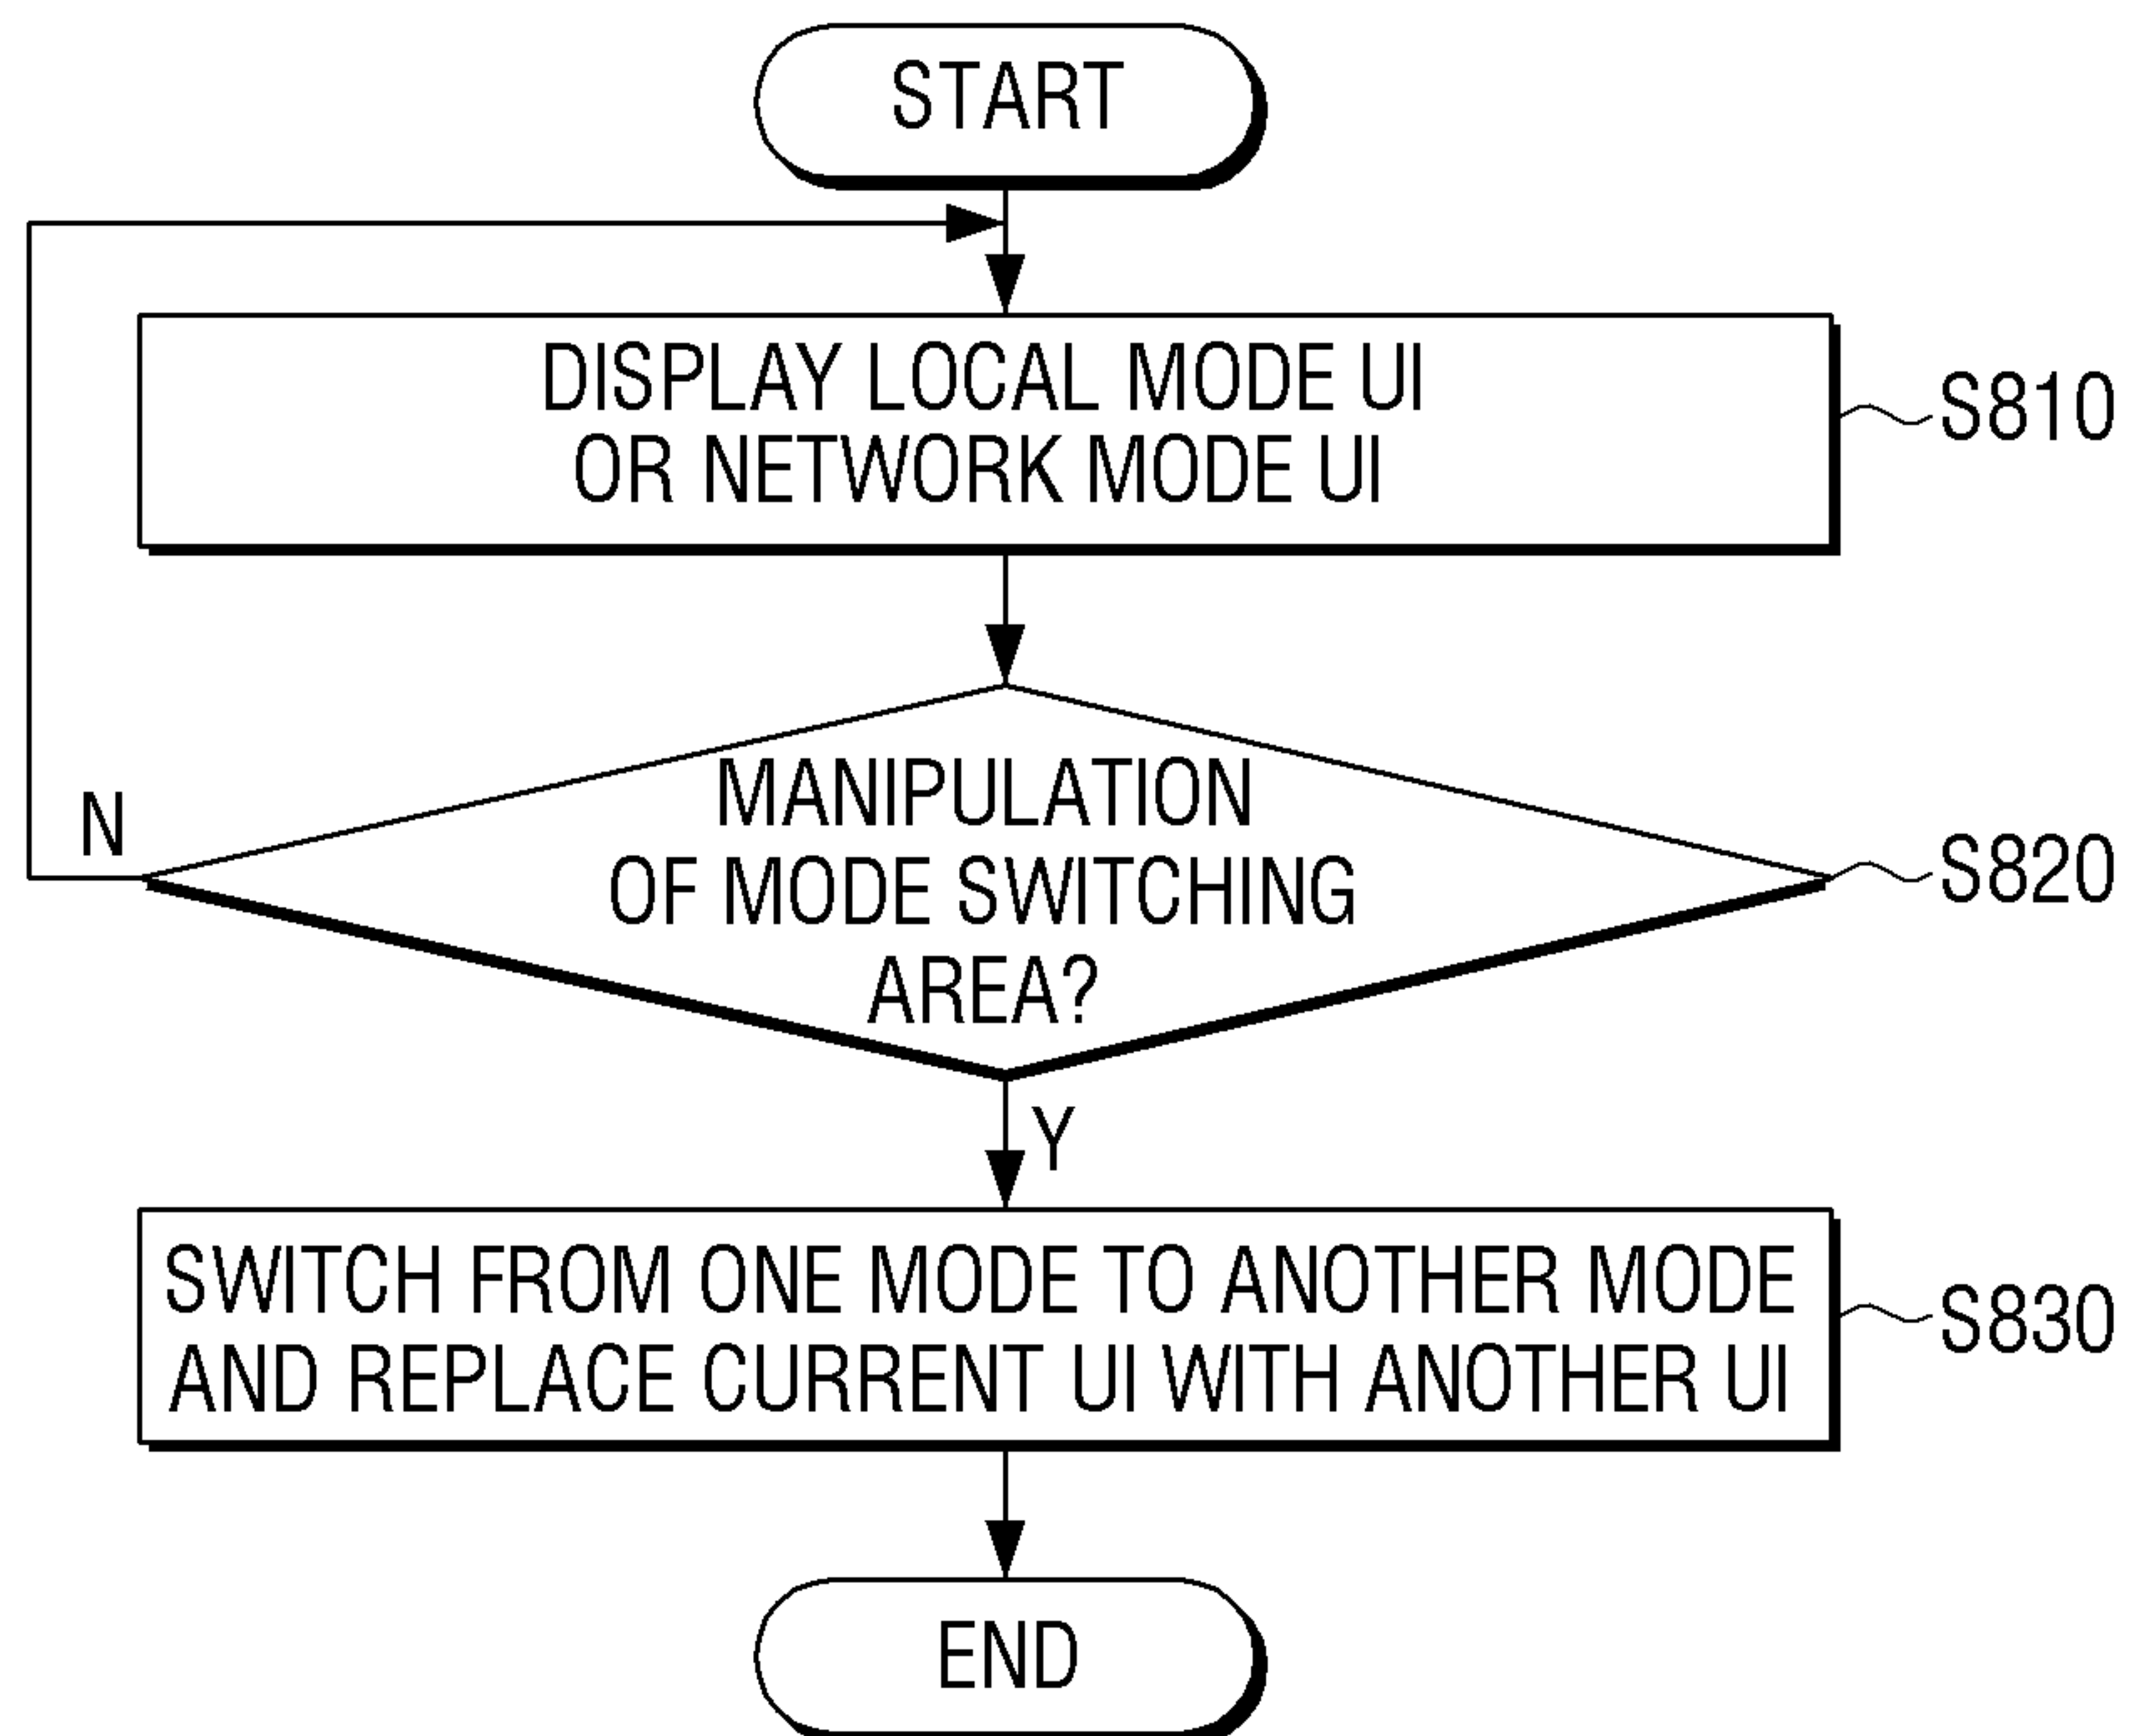 START
DISPLAY LOCAL MODE UI
OR NETWORK MODE UI
S810
MANIPULATION
OF MODE SWITCHING
AREA?
S820
N
Y
SWITCH FROM ONE MODE TO ANOTHER MODE
AND REPLACE CURRENT UI WITH ANOTHER UI
S830
END